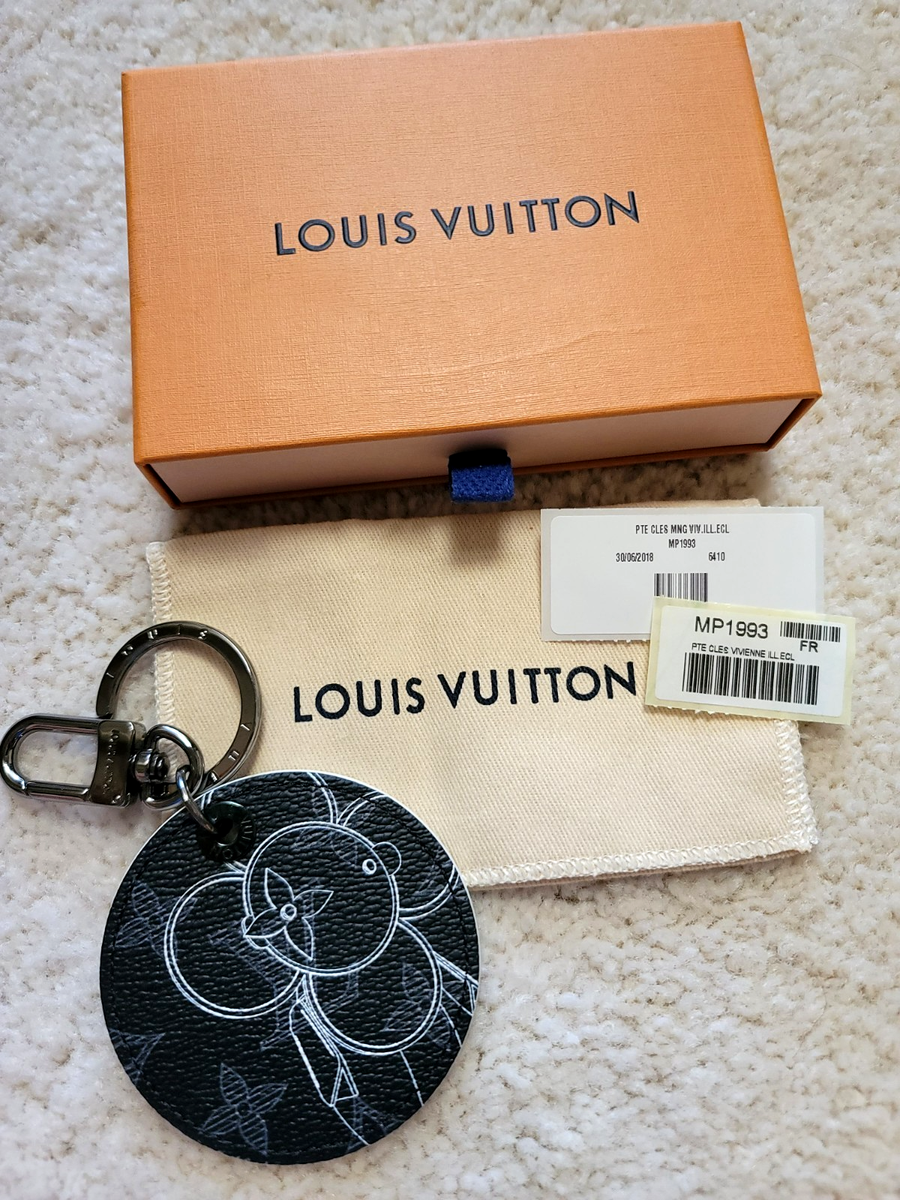 LOUIS VUITTON
PTE CLES MNG VIV.ILL.ECL
MP1993
30/06/2018 6410
MP1993
FR
PTE CLES VIVIENNE ILL.ECL
LOUIS VUITTON
LOUIS